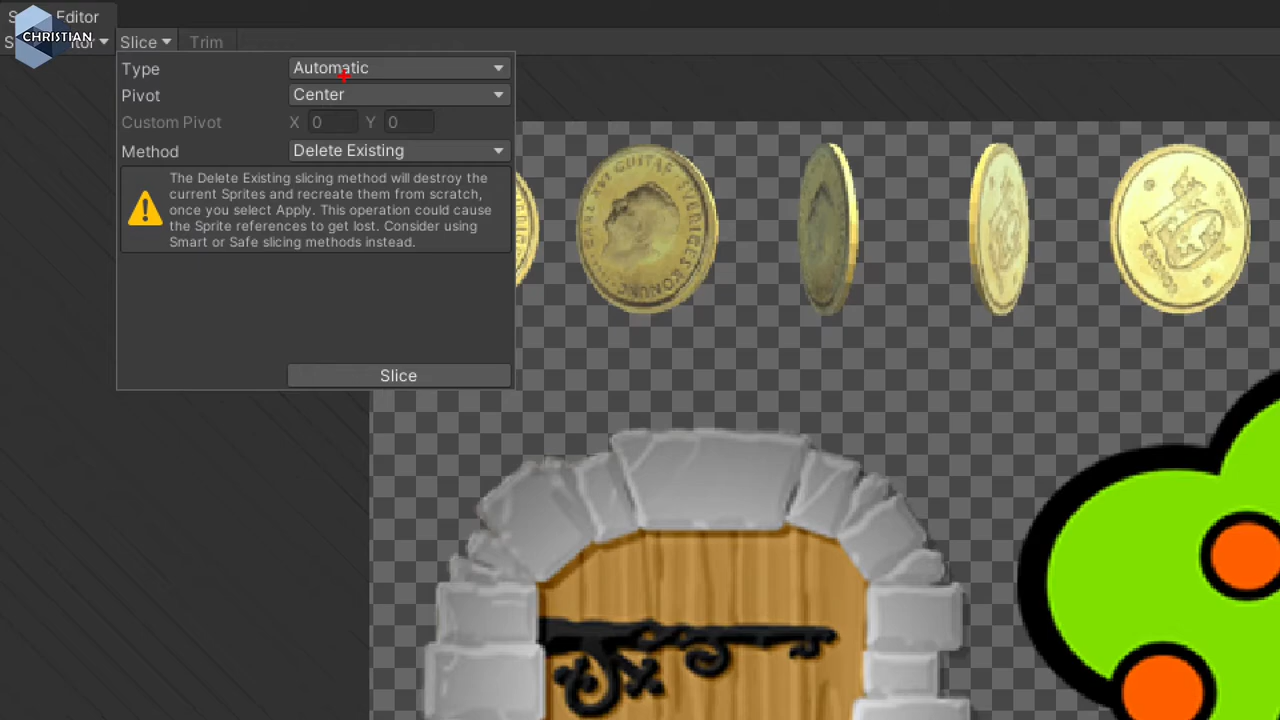 Editor
CHRISTIAN
Slice
Trim
Type
Automatic
Pivot
Center
Custom Pivot
X 0
Y 0
Method
Delete Existing
The Delete Existing slicing method will destroy the
current Sprites and recreate them from scratch,
once you select Apply. This operation could cause
the Sprite references to get lost. Consider using
Smart or Safe slicing methods instead.
Slice